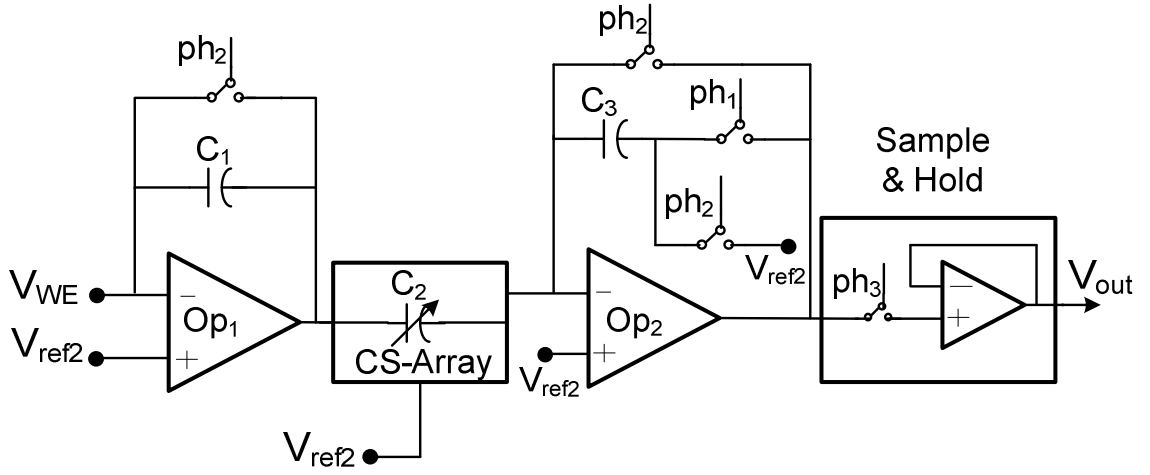 ph2
ph2
C3
ph1
C1
Sample
& Hold
ph2
VWE
−
Op1
C2
−
Op2
Vref2
ph3
−
+
Vout
Vref2
+
CS-Array
+
Vref2
Vref2